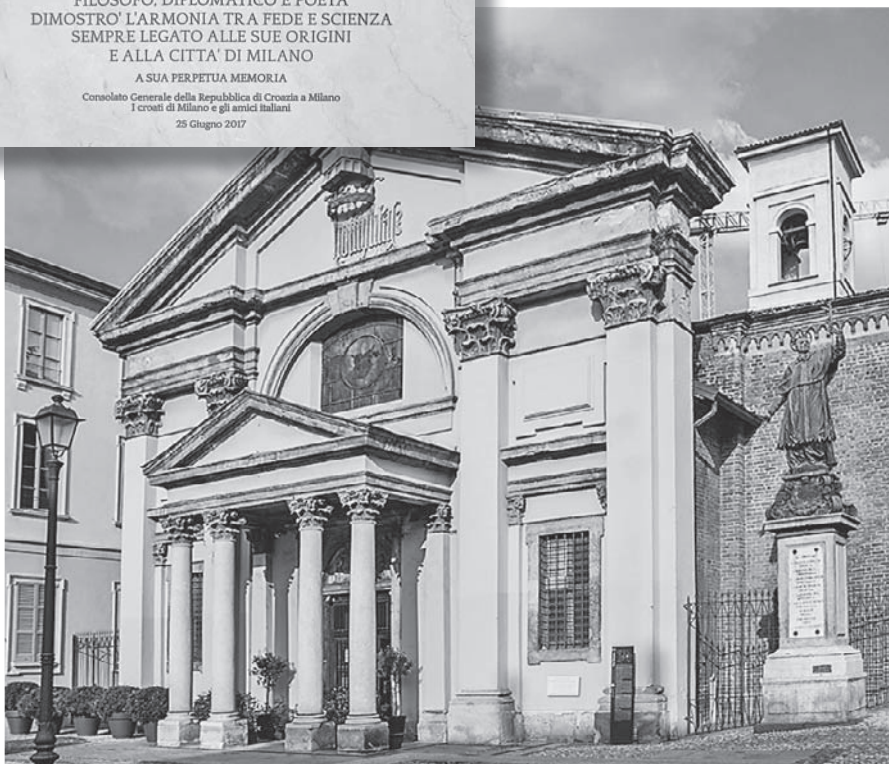 FILOSOFO, DIPLOMATICO E POETA
DIMOSTRO' L'ARMONIA TRA FEDE E SCIENZA
SEMPRE LEGATO ALLE SUE ORIGINI
E ALLA CITTA' DI MILANO
A SUA PERPETUA MEMORIA
Consolato Generale della Repubblica di Croazia a Milano
I croati di Milano e gli amici italiani
25 Giugno 2017